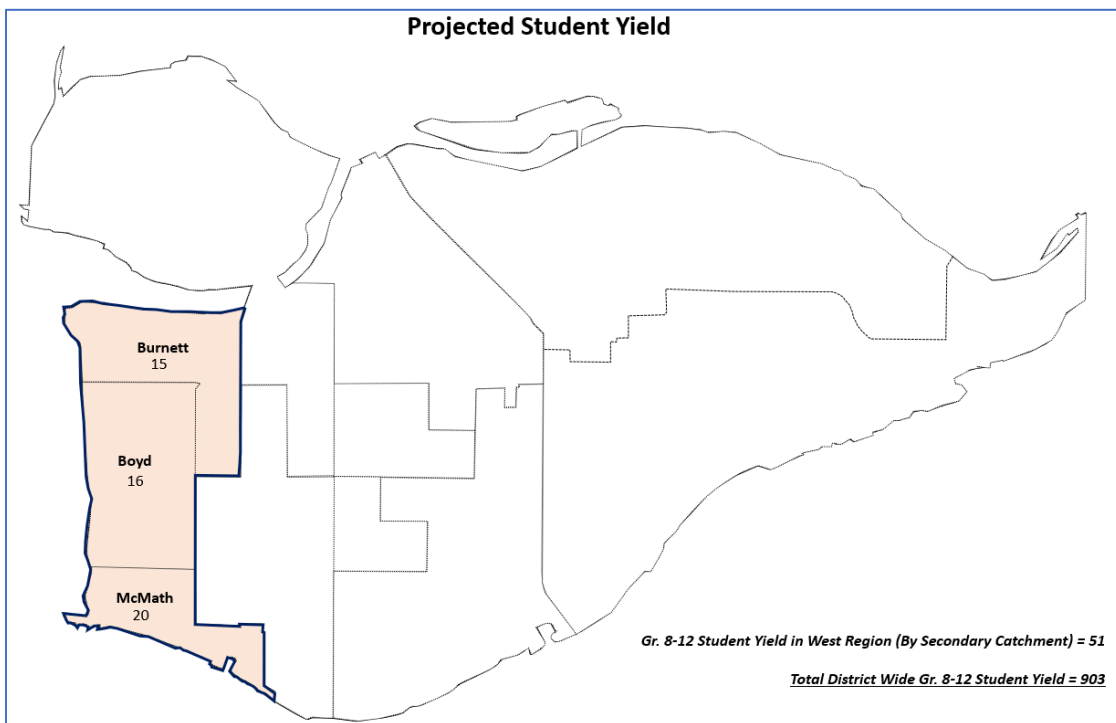 Projected Student Yield
Burnett
15
Boyd
16
McMath
20
Gr. 8-12 Student Yield in West Region (By Secondary Catchment) = 51
Total District Wide Gr. 8-12 Student Yield = 903